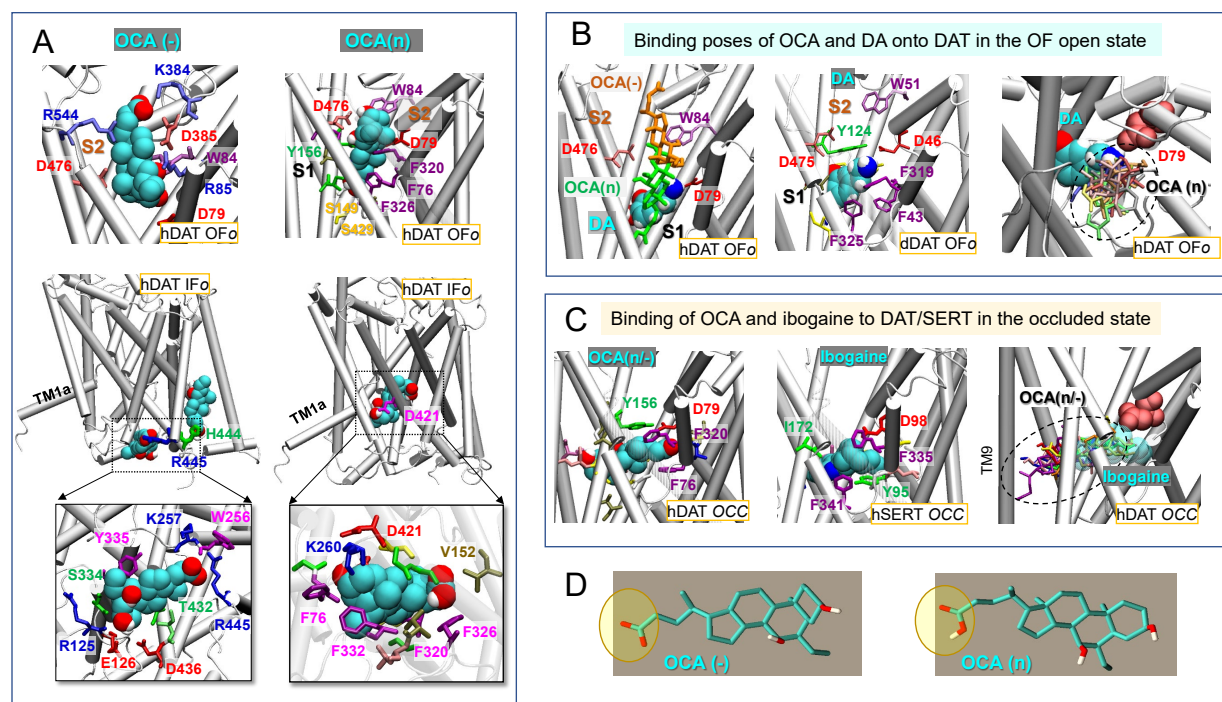 A
OCA (-)
OCA(n)
K384
R544
S2
D385
D476
W84
R85
D79
hDAT OFo
W84
D476
S2
D79
Y156
S1
F320
F76
F326
S149
S429
hDAT OFo
hDAT IFo
TM1a
H444
R445
hDAT IFo
TM1a
D421
K257
W256
Y335
S334
T432
R445
R125
E126
D436
D421
K260
V152
F76
F326
F332
F320
B
Binding poses of OCA and DA onto DAT in the OF open state
OCA(-)
S2
W84
D476
OCA(n)
D79
DA
S1
hDAT OFo
DA
W51
S2
Y124
D46
D475
S1
F319
F43
F325
dDAT OFo
DA
D79
OCA (n)
hDAT OFo
C
Binding of OCA and ibogaine to DAT/SERT in the occluded state
OCA(n/-)
Y156
D79
F320
F76
hDAT OCC
Ibogaine
I172
D98
F335
F341
Y95
hSERT OCC
OCA(n/-)
TM9
Ibogaine
hDAT OCC
D
OCA (-)
OCA (n)